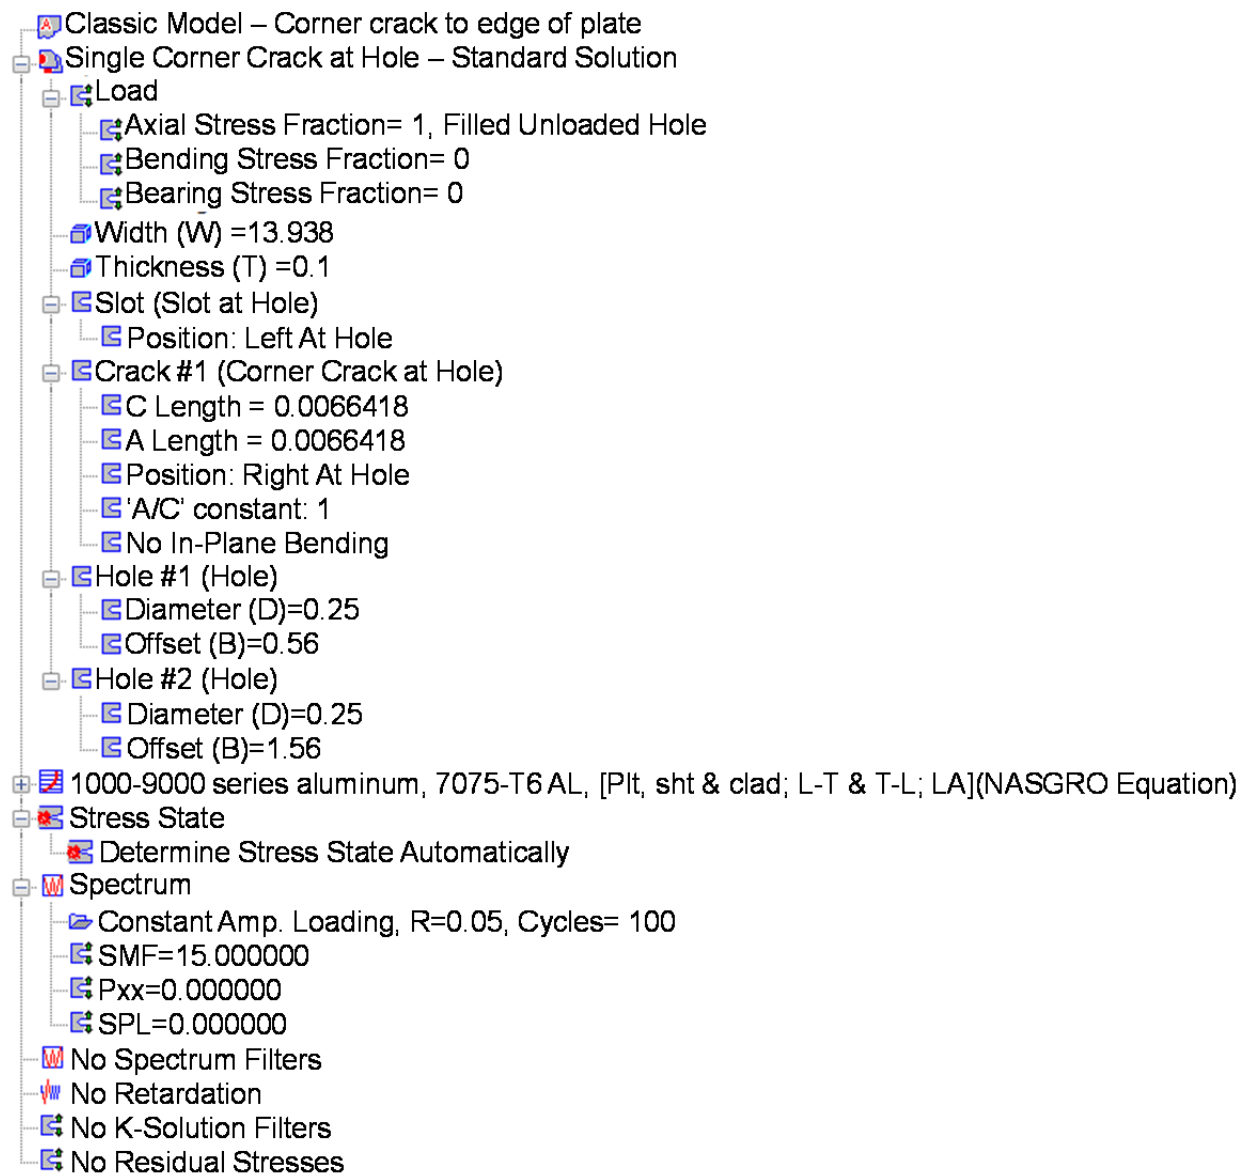 Classic Model – Corner crack to edge of plate
Single Corner Crack at Hole – Standard Solution
Load
Axial Stress Fraction= 1, Filled Unloaded Hole
Bending Stress Fraction= 0
Bearing Stress Fraction= 0
Width (W) =13.938
Thickness (T) =0.1
Slot (Slot at Hole)
Position: Left At Hole
Crack #1 (Corner Crack at Hole)
C Length = 0.0066418
A Length = 0.0066418
Position: Right At Hole
'A/C' constant: 1
No In-Plane Bending
Hole #1 (Hole)
Diameter (D)=0.25
Offset (B)=0.56
Hole #2 (Hole)
Diameter (D)=0.25
Offset (B)=1.56
1000-9000 series aluminum, 7075-T6 AL, [Plt, sht & clad; L-T & T-L; LA](NASGRO Equation)
Stress State
Determine Stress State Automatically
Spectrum
Constant Amp. Loading, R=0.05, Cycles= 100
SMF=15.000000
Pxx=0.000000
SPL=0.000000
No Spectrum Filters
No Retardation
No K-Solution Filters
No Residual Stresses